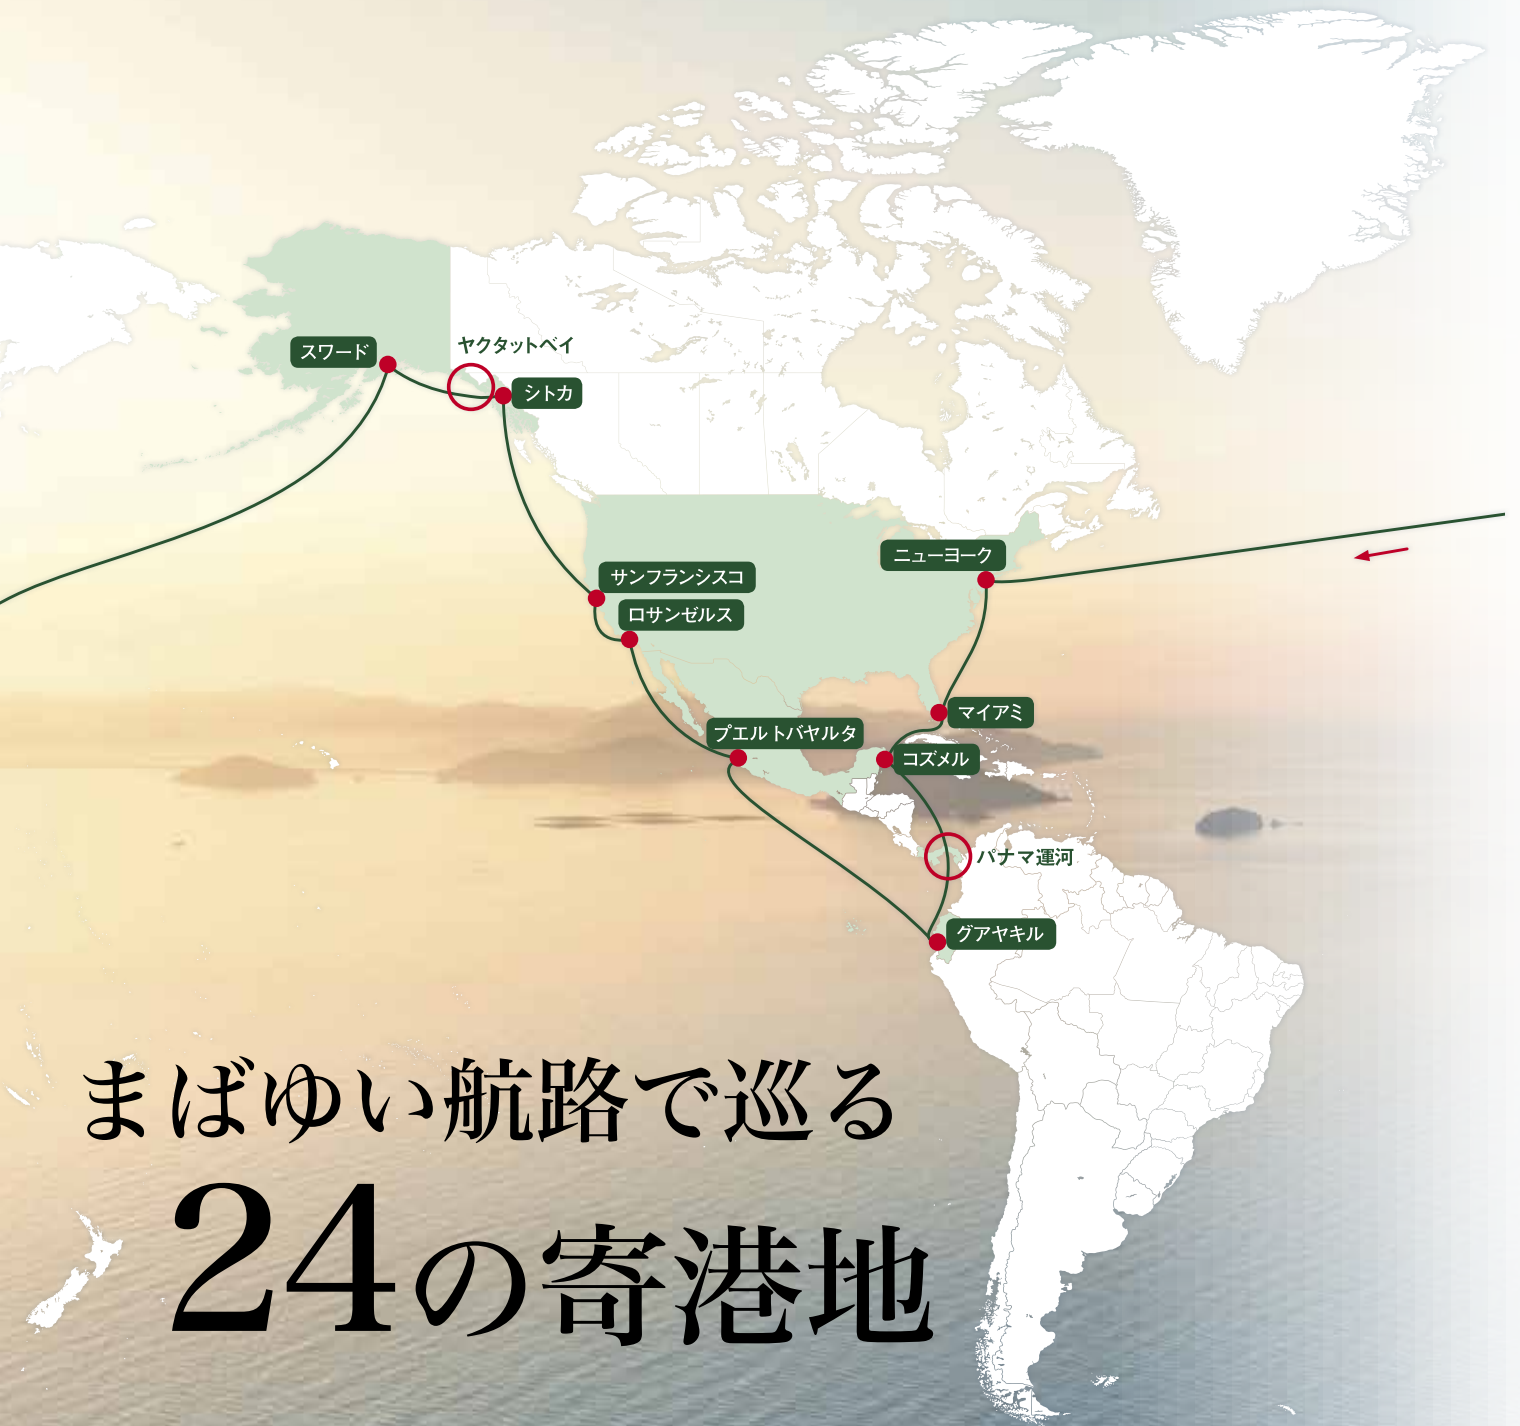 ヤクタットベイ
スワード
シトカ
ニューヨーク
サンフランシスコ
ロサンゼルス
マイアミ
プエルトバヤルタ
コズメル
パナマ運河
グアヤキル
まばゆい航路で巡る
24の寄港地